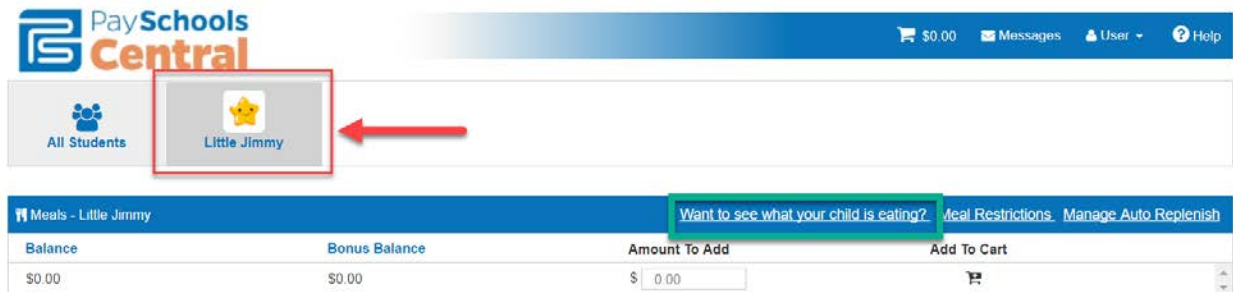 PaySchools
Central
$0.00 Messages User Help
All Students
Little Jimmy
Meals - Little Jimmy Want to see what your child is eating? Meal Restrictions Manage Auto Replenish
Balance Bonus Balance Amount To Add Add To Cart
$0.00 $0.00 $ 0.00